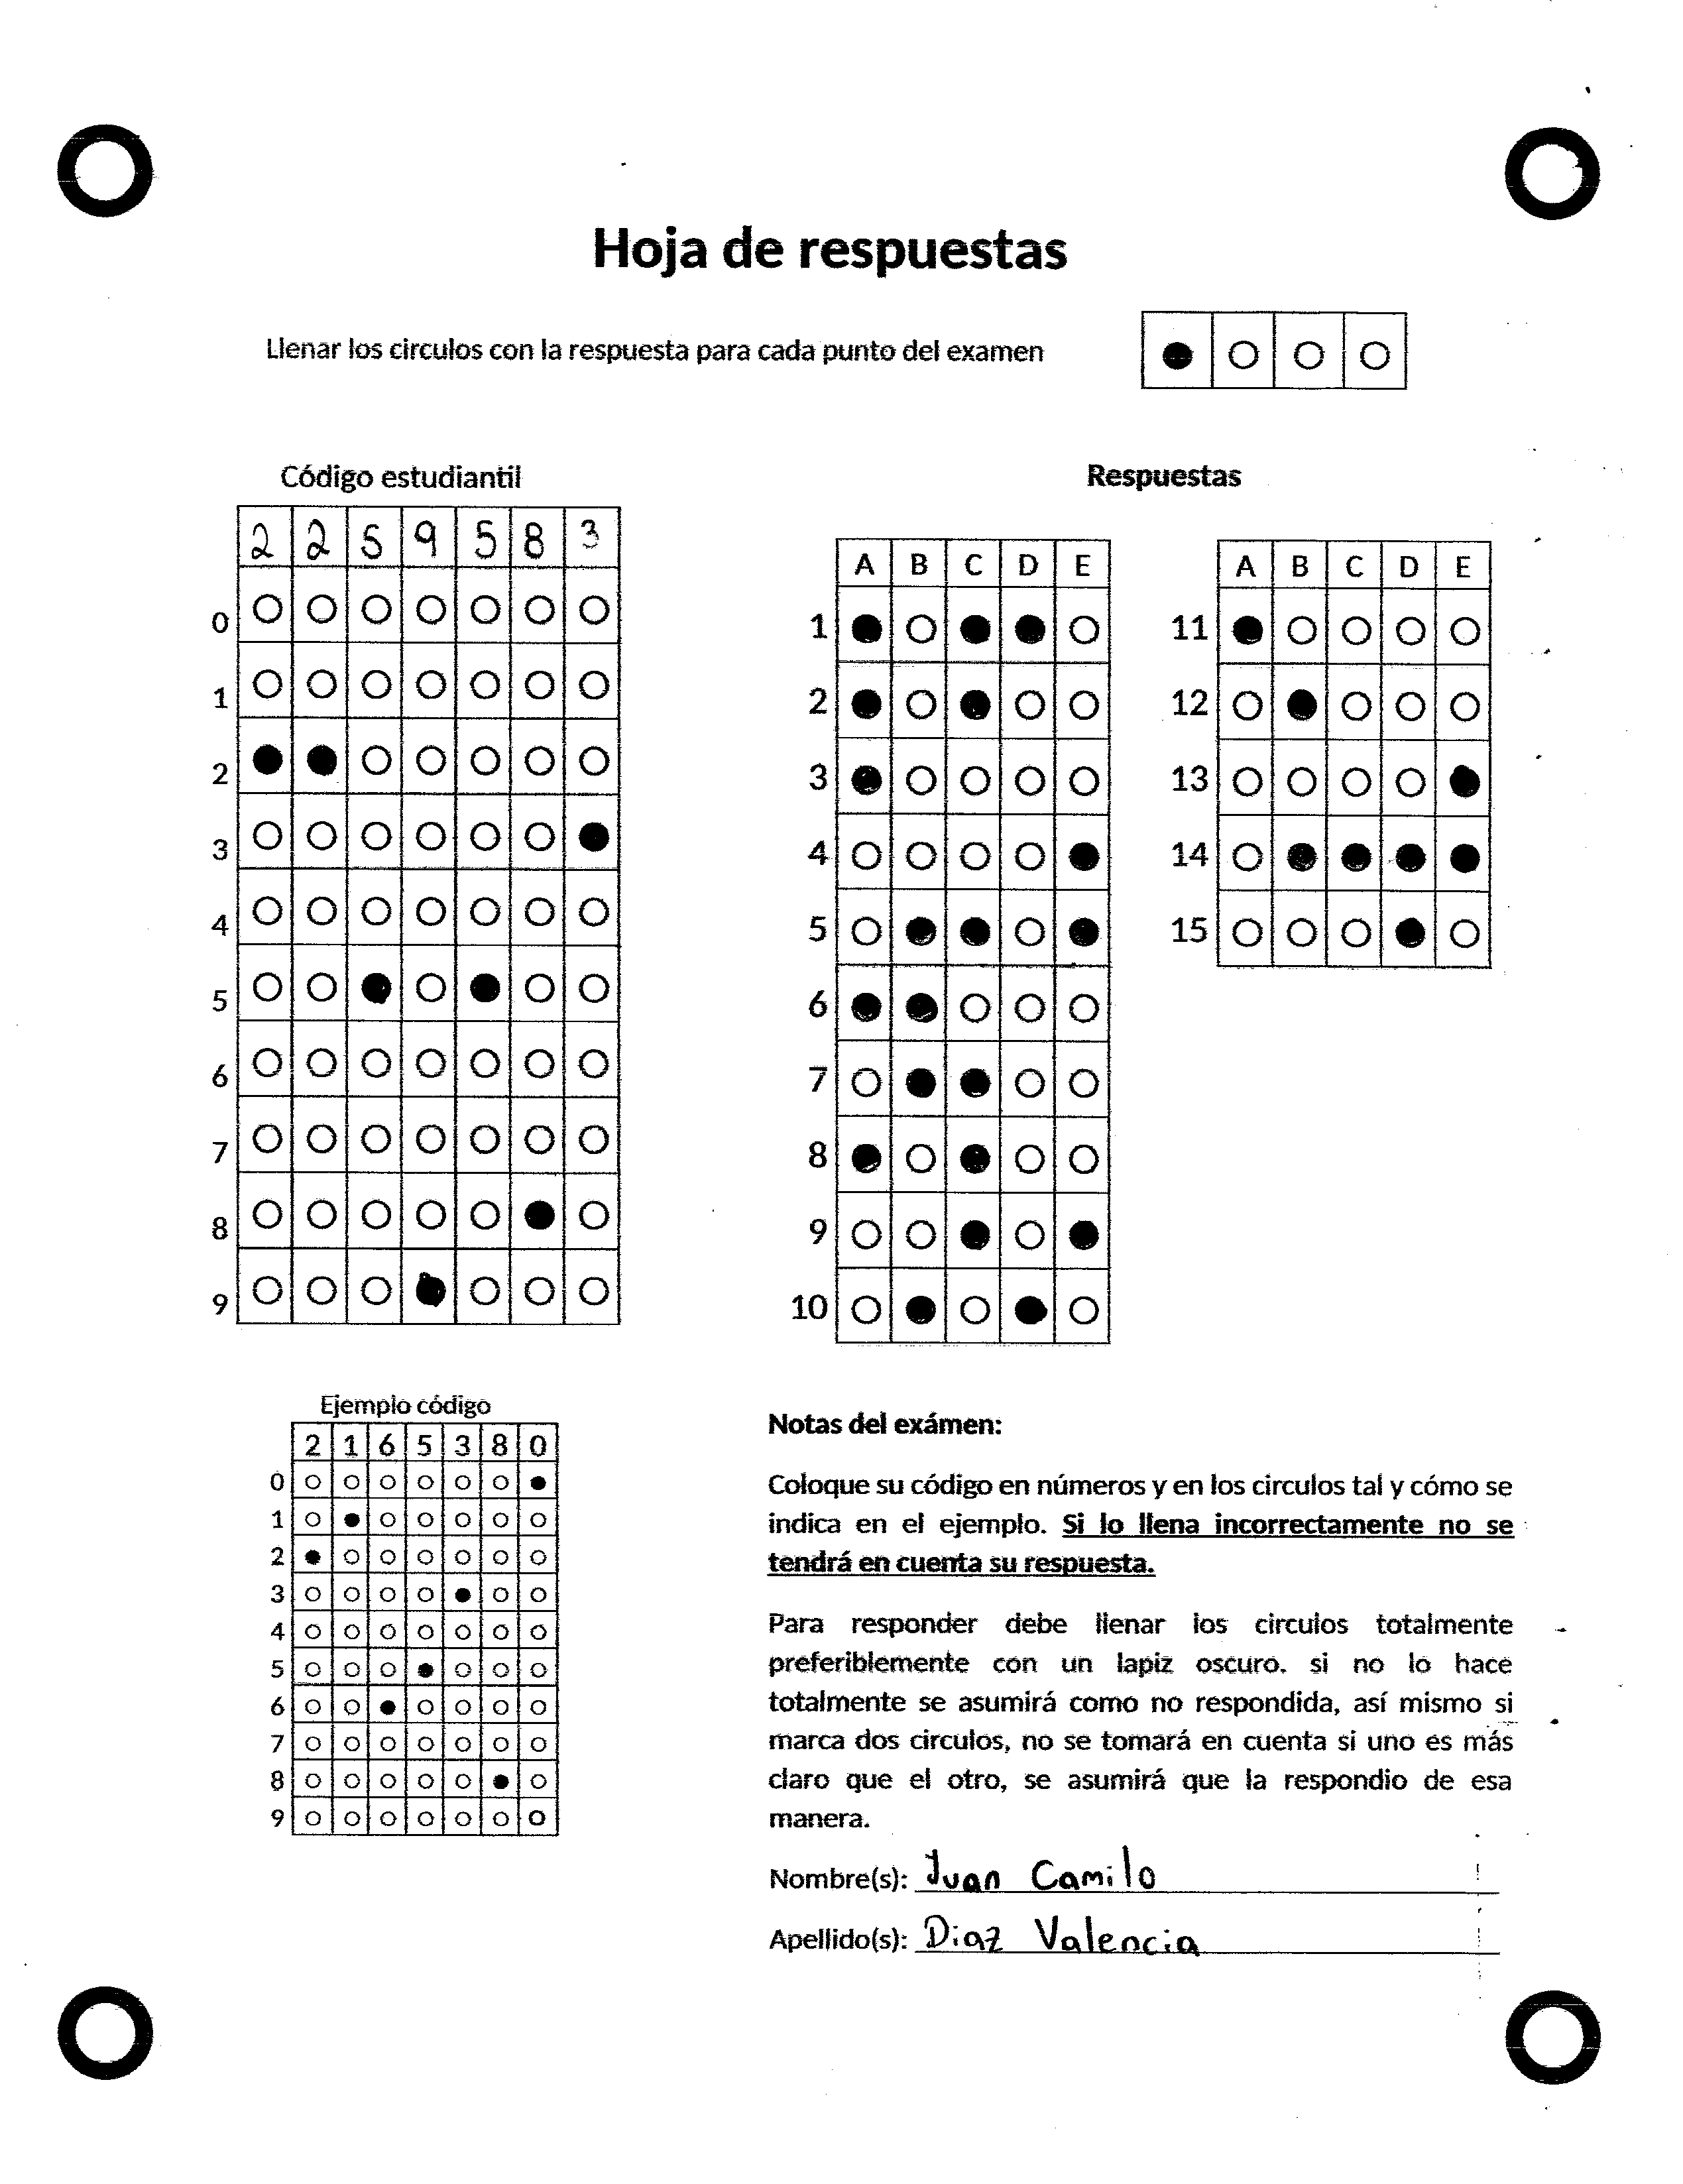 Hoja de respuestas
Llenar los circulos con la respuesta para cada punto del examen
Código estudiantil
2 2 5 9 5 8 3
0
1
2
3
4
5
6
7
8
9
Respuestas
A B C D E
1
2
3
4
5
6
7
8
9
10
A B C D E
11
12
13
14
15
Ejemplo código
2 1 6 5 3 8 0
0
1
2
3
4
5
6
7
8
9
Notas del exámen:
Coloque su código en números y en los circulos tal y cómo se
indica en el ejemplo. Si lo llena incorrectamente no se
tendrá en cuenta su respuesta.
Para responder debe llenar los circulos totalmente
preferiblemente con un lapiz oscuro. si no lo hace
totalmente se asumirá como no respondida, así mismo si
marca dos circulos, no se tomará en cuenta si uno es más
claro que el otro, se asumirá que la respondio de esa
manera.
Nombre(s): Juan Camilo
Apellido(s): Diaz Valencia